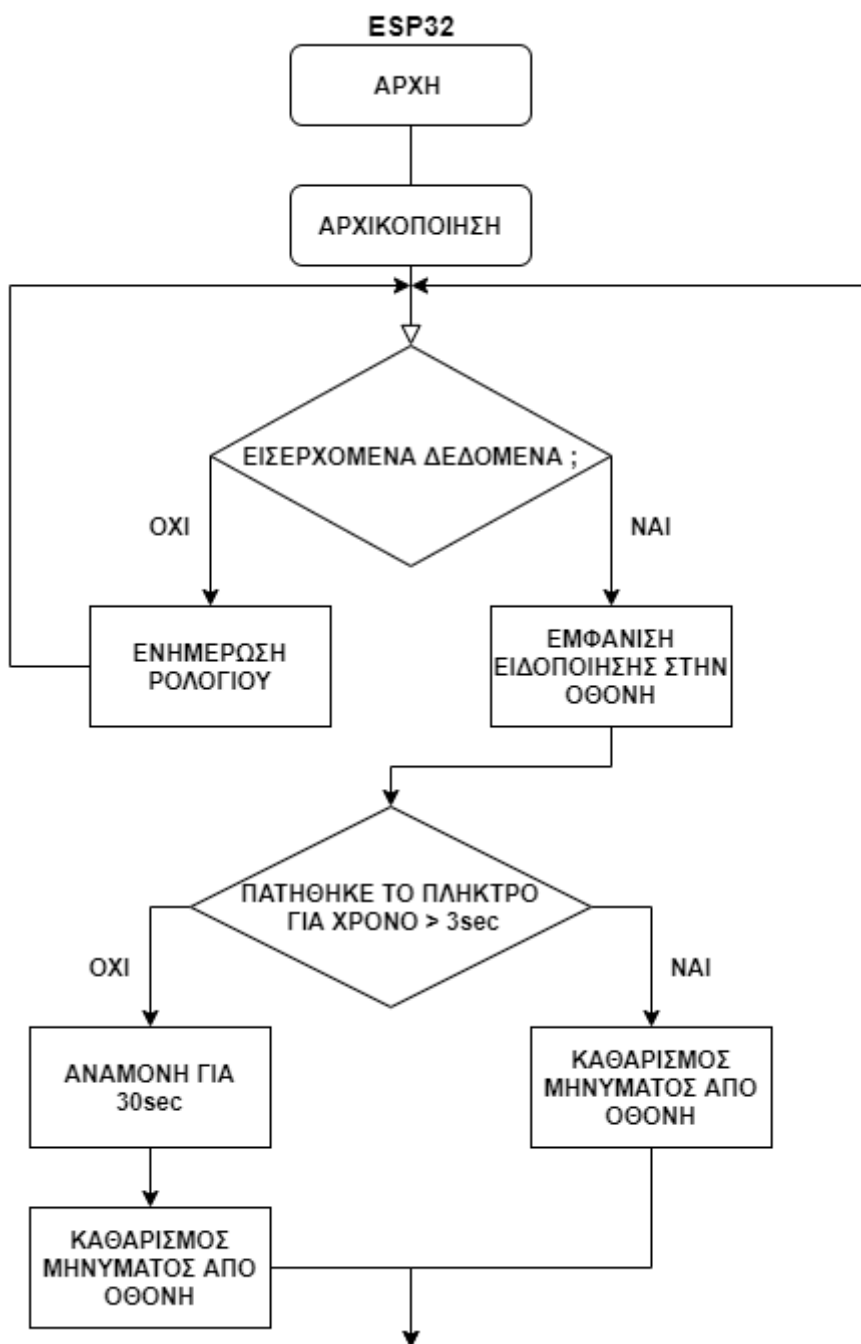 ESP32
ΑΡΧΗ
ΑΡΧΙΚΟΠΟΙΗΣΗ
ΕΙΣΕΡΧΟΜΕΝΑ ΔΕΔΟΜΕΝΑ ;
ΟΧΙ
ΝΑΙ
ΕΝΗΜΕΡΩΣΗ
ΡΟΛΟΓΙΟΥ
ΕΜΦΑΝΙΣΗ
ΕΙΔΟΠΟΙΗΣΗΣ ΣΤΗΝ
ΟΘΟΝΗ
ΠΑΤΗΘΗΚΕ ΤΟ ΠΛΗΚΤΡΟ
ΓΙΑ ΧΡΟΝΟ > 3sec
ΟΧΙ
ΝΑΙ
ΑΝΑΜΟΝΗ ΓΙΑ
30sec
ΚΑΘΑΡΙΣΜΟΣ
ΜΗΝΥΜΑΤΟΣ ΑΠΟ
ΟΘΟΝΗ
ΚΑΘΑΡΙΣΜΟΣ
ΜΗΝΥΜΑΤΟΣ ΑΠΟ
ΟΘΟΝΗ